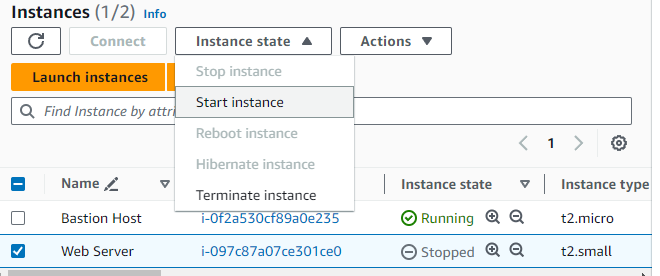 Instances (1/2) Info
Connect Instance state Actions
Stop instance
Launch instances
Start instance
Find Instance by attri
Reboot instance
1
Hibernate instance
Name Instance state Instance type
Terminate instance
Bastion Host i-0f2a530cf89a0e235 Running t2.micro
Web Server i-097c87a07ce301ce0 Stopped t2.small